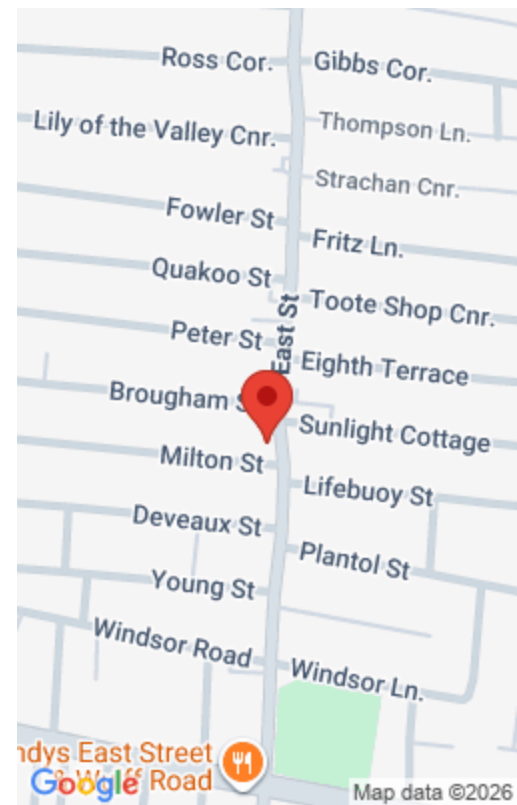 Ross Cor.
Gibbs Cor.
Thompson Ln.
Lily of the Valley Cnr.
Strachan Cnr.
Fowler St
Fritz Ln.
Quakoo St
Toote Shop Cnr.
East St
Peter St
Eighth Terrace
Brougham
Sunlight Cottage
Milton St
Lifebuoy St
Deveaux St
Plantol St
Young St
Windsor Road
Windsor Ln.
ndys East Street
Road
Google
Map data ©2026